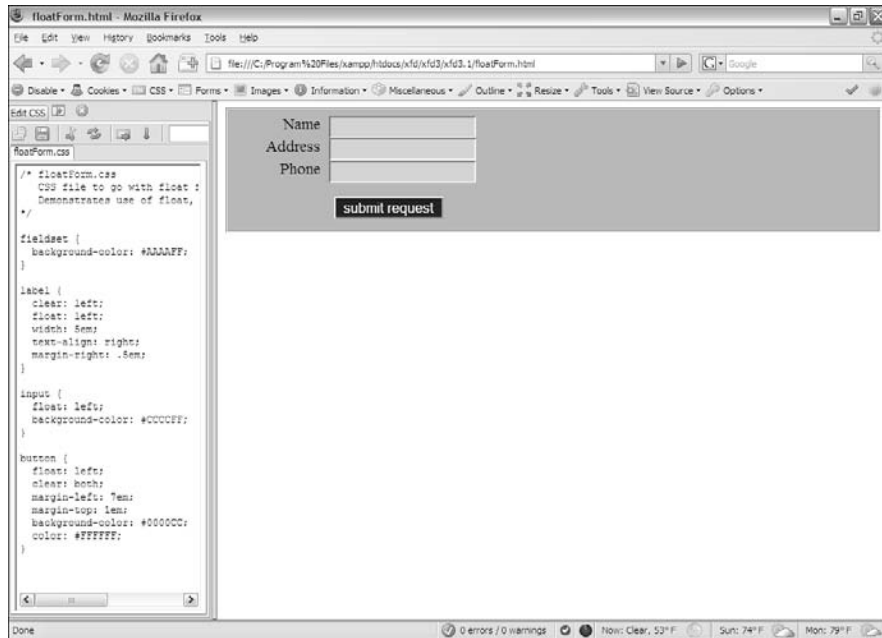 floatForm.html - Mozilla Firefox
File Edit View History Bookmarks Tools Help
file:///C:/Program%20Files/xampp/htdocs/xfd/xfd3/xfd3.1/floatForm.html
Google
Disable Cookies CSS Forms Images Information Miscellaneous Outline Resize Tools View Source Options
Edit CSS
floatForm.css
/* floatForm.css
CSS file to go with float
Demonstrates use of float,
*/
fieldset {
background-color: #AAAAFF;
}
label {
clear: left;
float: left;
width: 5em;
text-align: right;
margin-right: .5em;
}
input {
float: left;
background-color: #CCCCFF;
}
button {
float: left;
clear: both;
margin-left: 7em;
margin-top: 1em;
background-color: #0000CC;
color: #FFFFFF;
}
Name
Address
Phone
submit request
Done
0 errors / 0 warnings
Now: Clear, 53° F
Sun: 74° F
Mon: 79° F